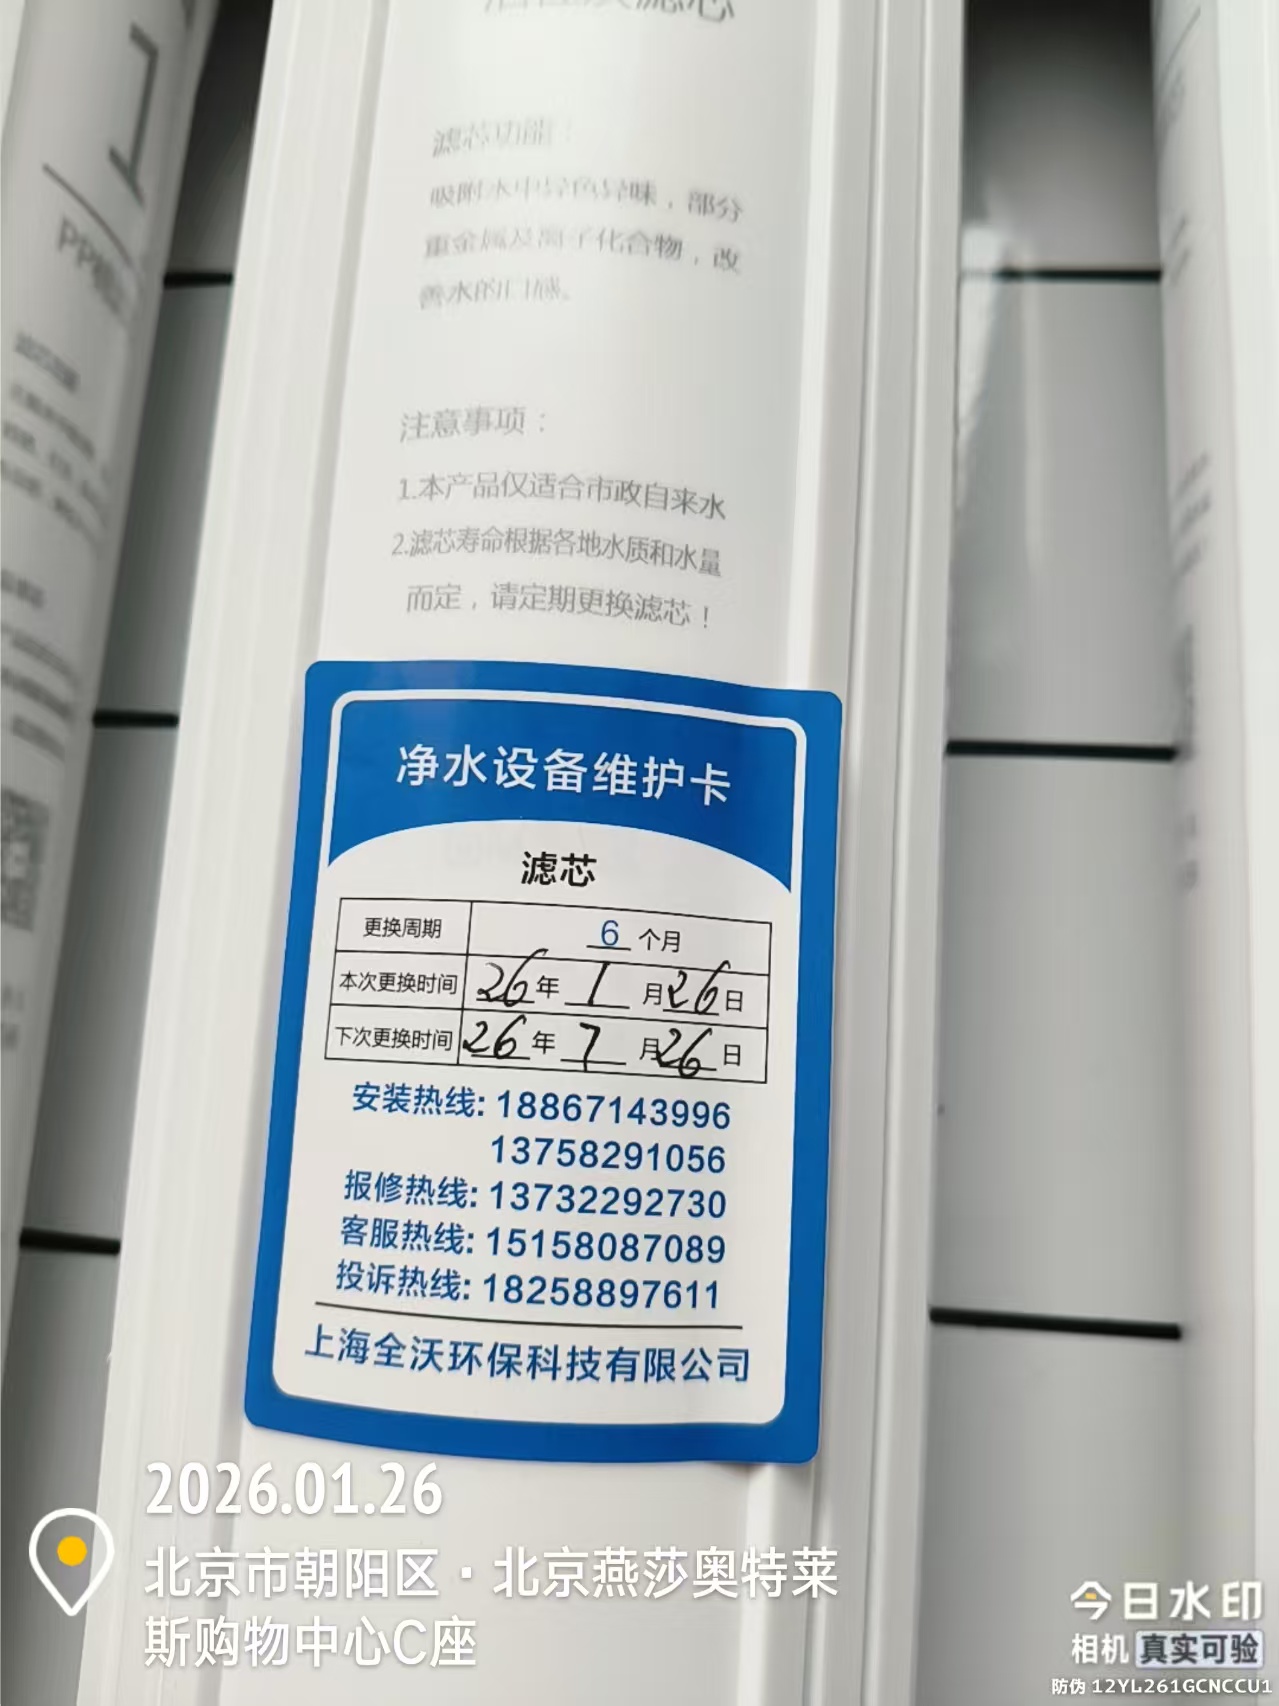 1
PP棉
滤芯功能：
吸附水中异色异味，部分
重金属及离子化合物，改
善水的口感。
注意事项：
1.本产品仅适合市政自来水
2.滤芯寿命根据各地水质和水量
而定，请定期更换滤芯！
净水设备维护卡
滤芯
更换周期 6 个月
本次更换时间 26 年 1 月 26 日
下次更换时间 26 年 7 月 26 日
安装热线: 18867143996
13758291056
报修热线: 13732292730
客服热线: 15158087089
投诉热线: 18258897611
上海全沃环保科技有限公司
2026.01.26
北京市朝阳区·北京燕莎奥特莱
斯购物中心C座
今日水印
相机 真实可验
防伪 12YL261GCNCCU1